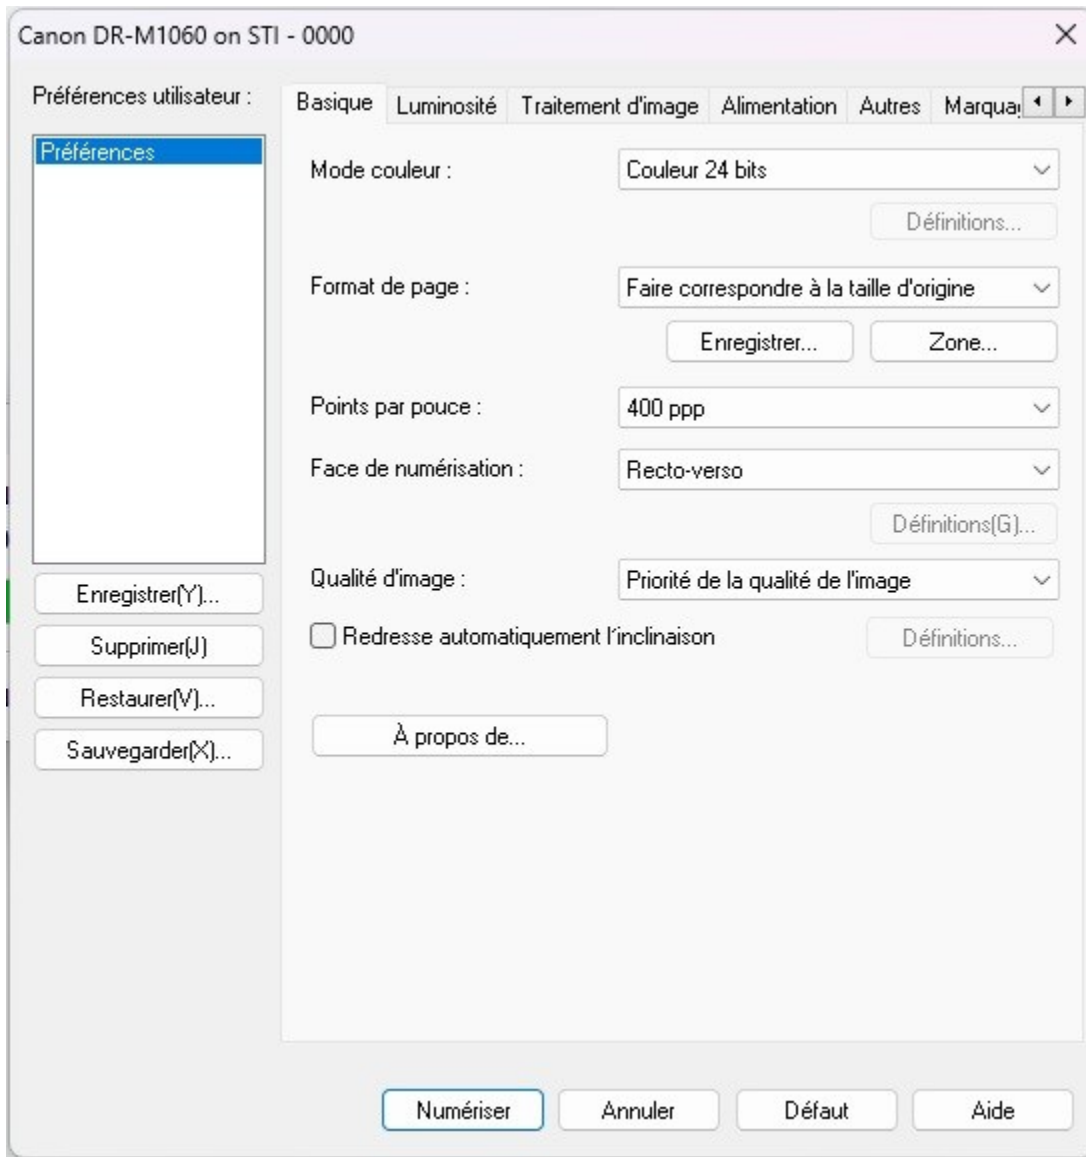 Canon DR-M1060 on STI - 0000
Préférences utilisateur :
Préférences
Enregistrer(Y)...
Supprimer(J)
Restaurer(V)...
Sauvegarder(X)...
Basique Luminosité Traitement d'image Alimentation Autres
Mode couleur : Couleur 24 bits
Définitions...
Format de page : Faire correspondre à la taille d'origine
Enregistrer... Zone...
Points par pouce : 400 ppp
Face de numérisation : Recto-verso
Définitions(G)...
Qualité d'image : Priorité de la qualité de l'image
Redresse automatiquement l'inclinaison Définitions...
À propos de...
Numériser Annuler Défaut Aide